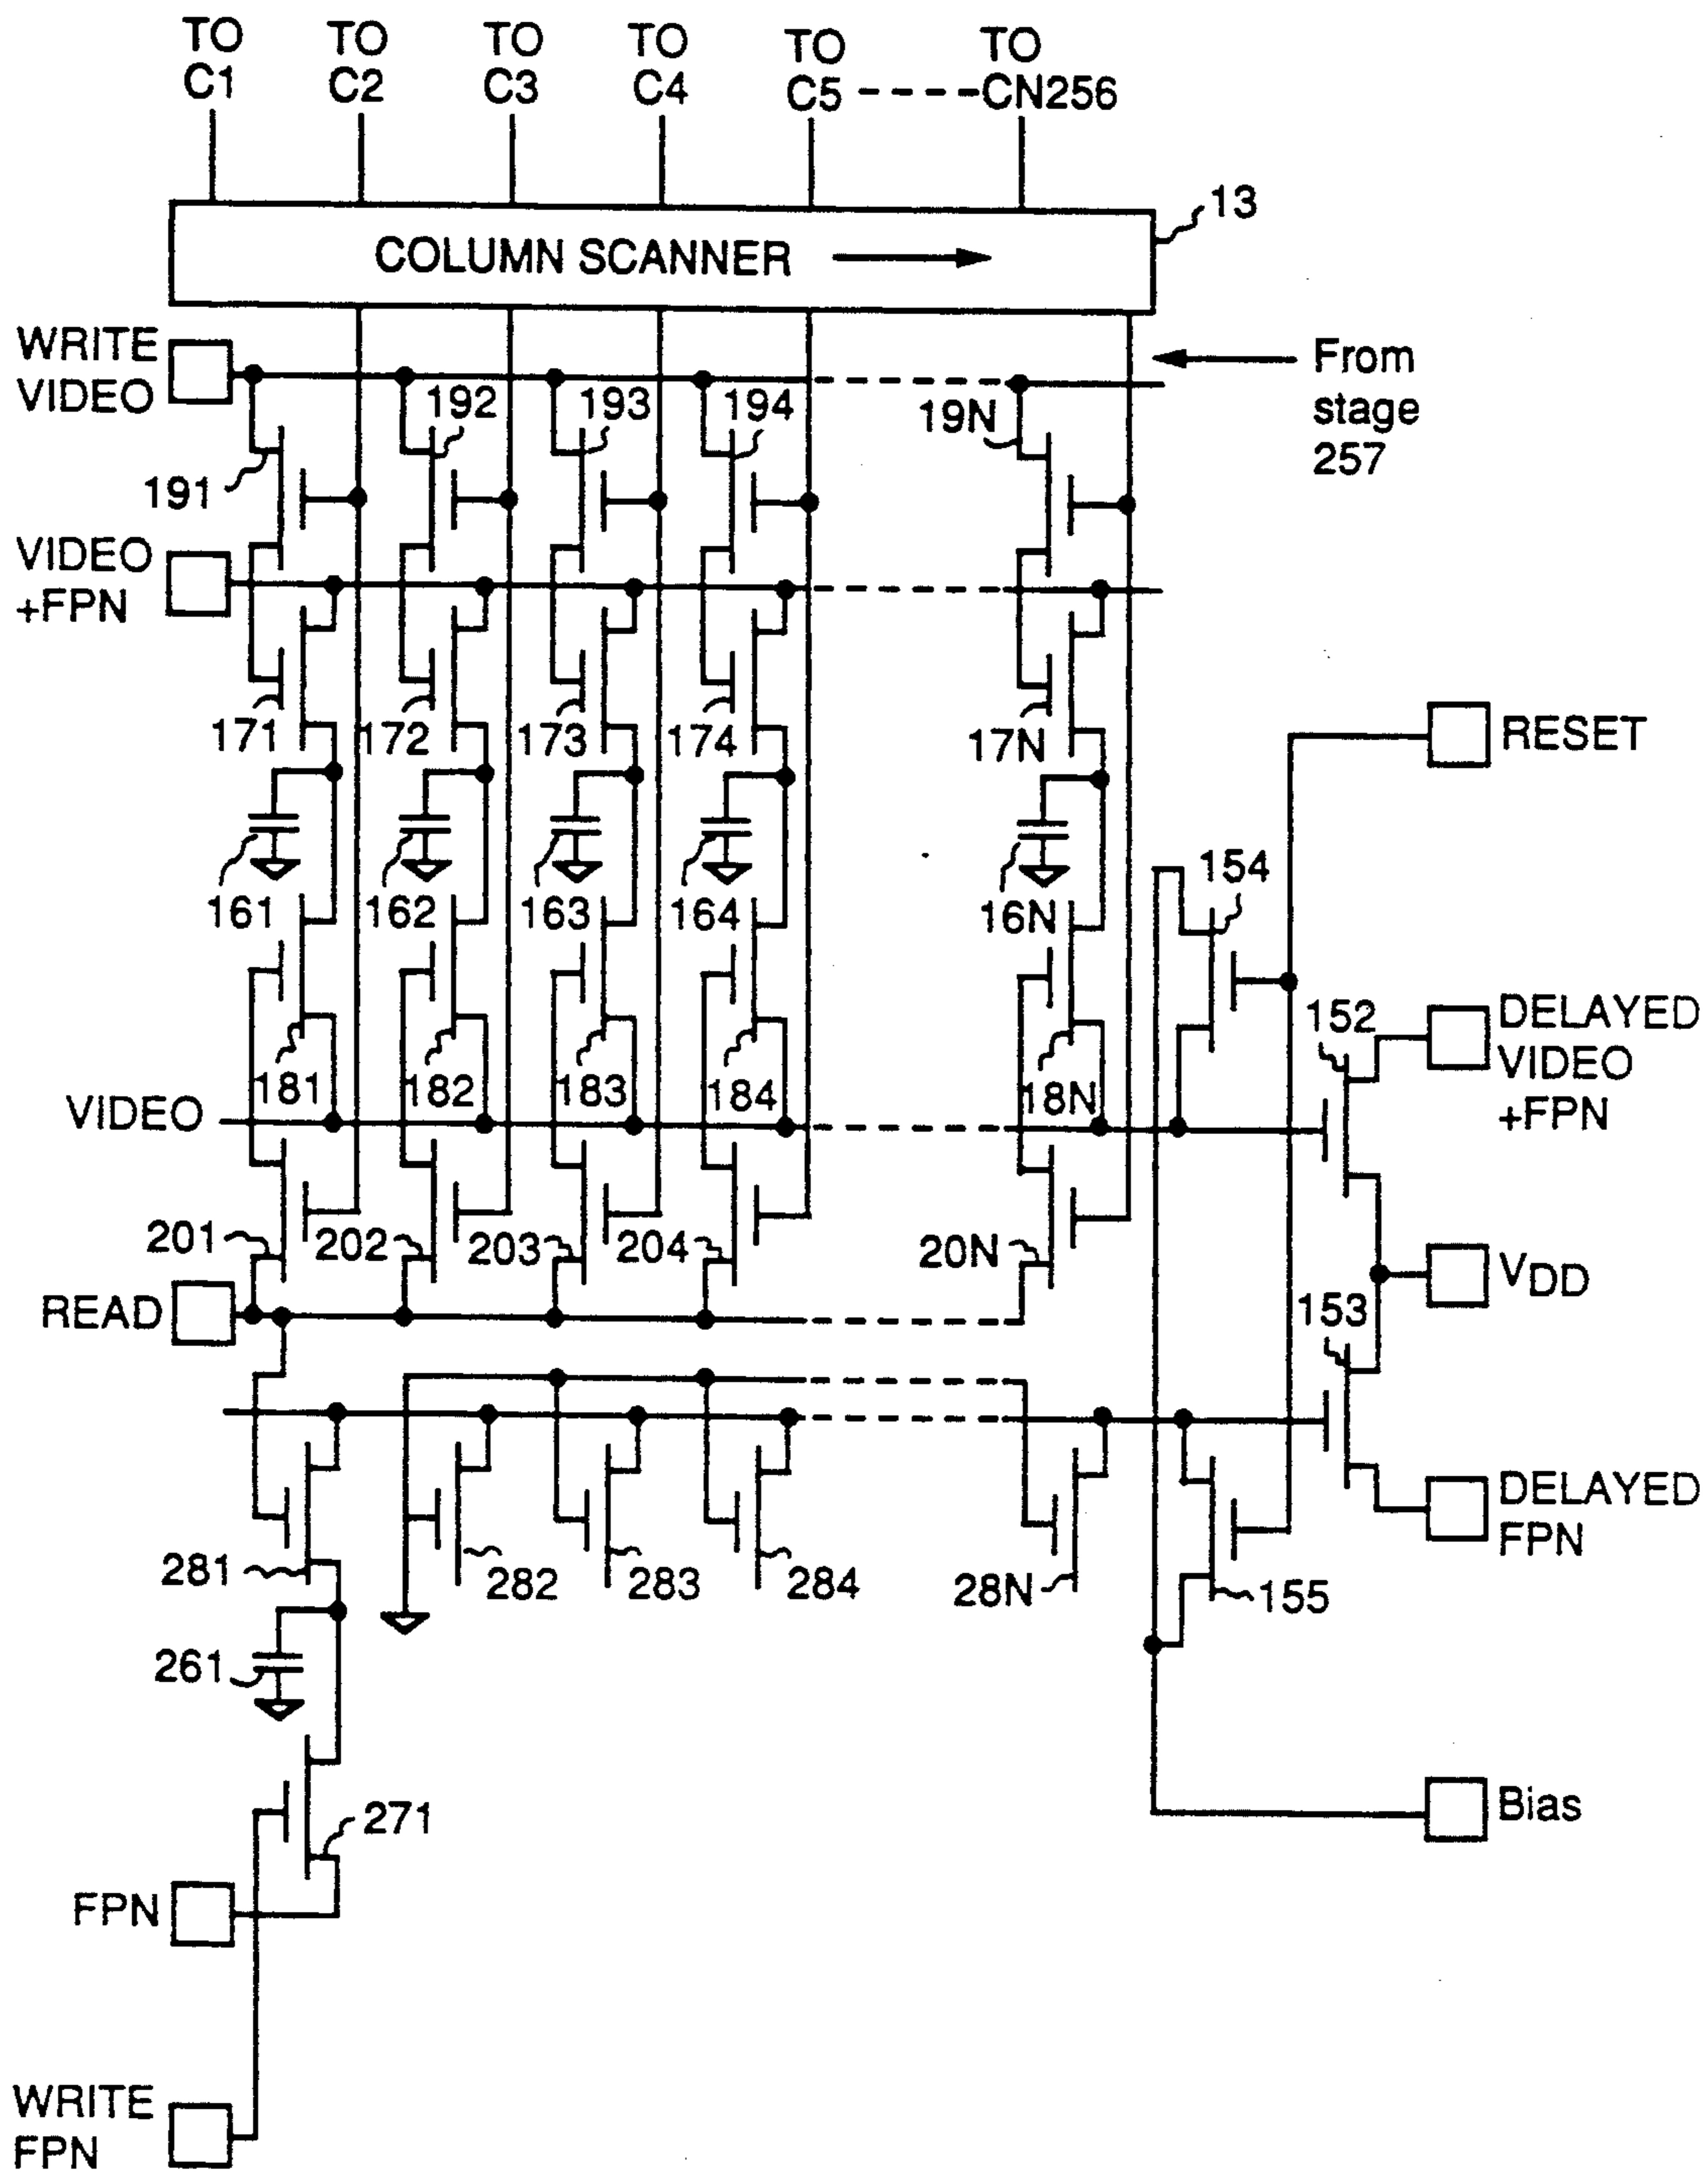 TO TO TO TO TO TO
C1 C2 C3 C4 C5 ----CN256
13
COLUMN SCANNER
WRITE
VIDEO
From
stage
257
191 192 193 194 19N
VIDEO
+FPN
171 172 173 174 17N
RESET
161 162 163 164 16N
154
181 182 183 184 18N
152
DELAYED
VIDEO
+FPN
VIDEO
201 202 203 204 20N
VDD
READ
153
281 282 283 284 28N
155
DELAYED
FPN
261
271
Bias
FPN
WRITE
FPN